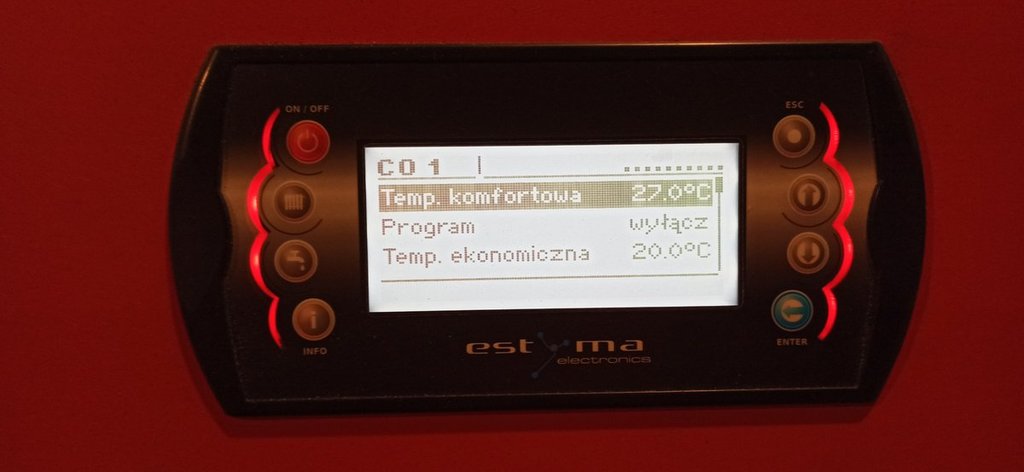 ON / OFF
ESC
CO 1
Temp. komfortowa 27.0°C
Program wyłącz
Temp. ekonomiczna 20.0°C
INFO
ENTER
estyma
electronics